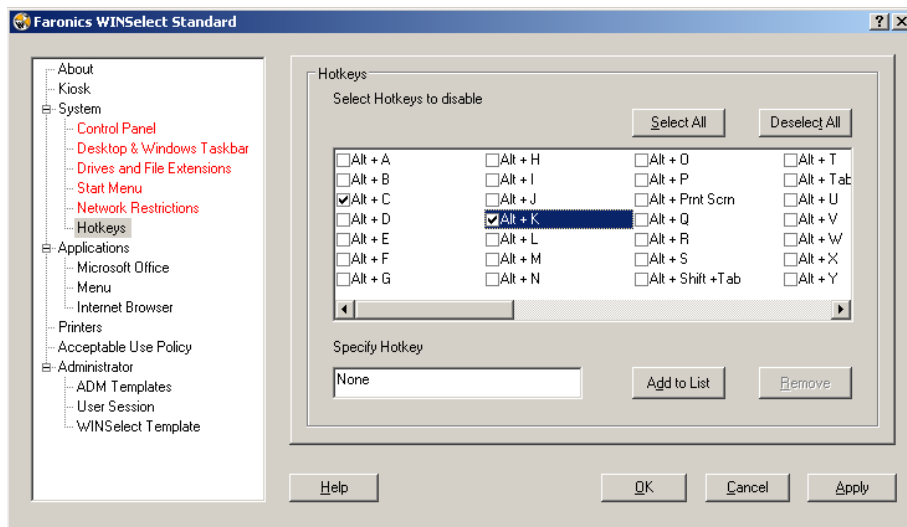 Faronics WINSelect Standard
About
Kiosk
System
Control Panel
Desktop & Windows Taskbar
Drives and File Extensions
Start Menu
Network Restrictions
Hotkeys
Applications
Microsoft Office
Menu
Internet Browser
Printers
Acceptable Use Policy
Administrator
ADM Templates
User Session
WINSelect Template
Hotkeys
Select Hotkeys to disable
Select All Deselect All
Alt + A Alt + H Alt + O Alt + T
Alt + B Alt + I Alt + P Alt + Tab
Alt + C Alt + J Alt + Prnt Scrn Alt + U
Alt + D Alt + K Alt + Q Alt + V
Alt + E Alt + L Alt + R Alt + W
Alt + F Alt + M Alt + S Alt + X
Alt + G Alt + N Alt + Shift +Tab Alt + Y
Specify Hotkey
None Add to List Remove
Help OK Cancel Apply